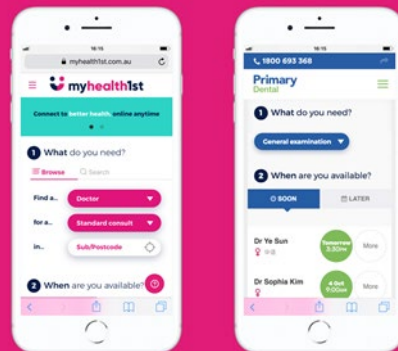 16:15
myhealth1st.com.au
myhealth1st
Connect to better health, online anytime
1 What do you need?
Browse Search
Find a.. Doctor
for a.. Standard consult
in.. Sub/Postcode
2 When are you available?
16:15
1800 693 368
Primary
Dental
1 What do you need?
General examination
2 When are you available?
SOON LATER
Dr Ye Sun
Tomorrow
3:30PM
More
中文
Dr Sophia Kim
4 Oct
9:00AM
More